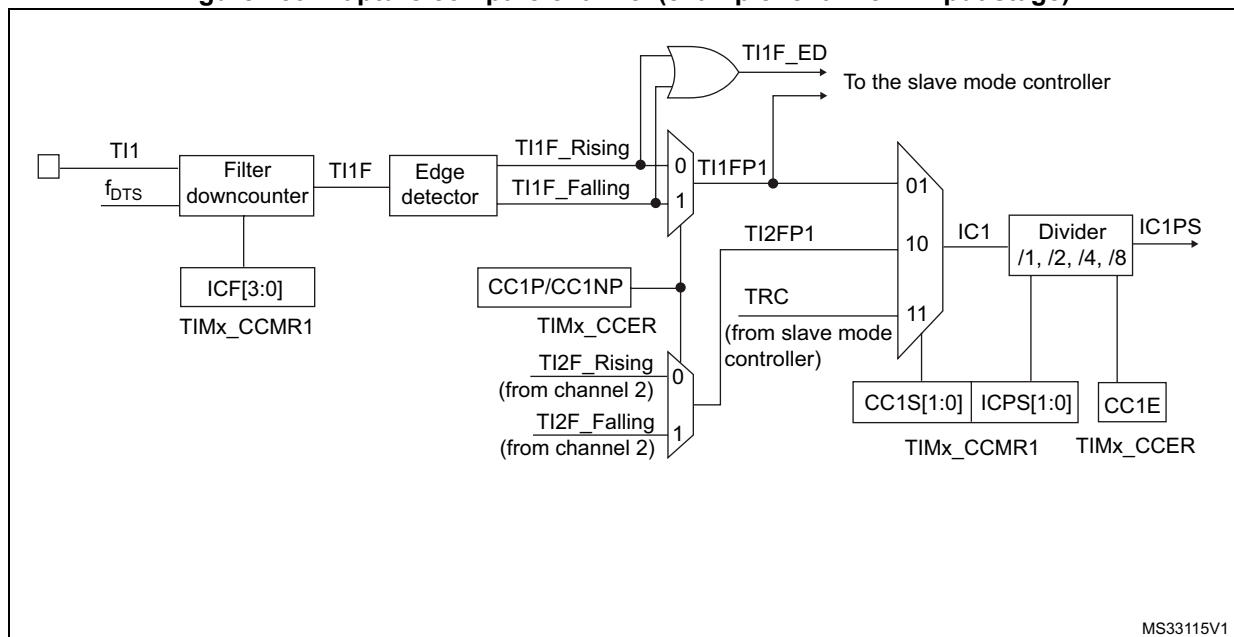 TI1F_ED
To the slave mode controller
TI1
f_DTS
Filter
downcounter
TI1F
Edge
detector
TI1F_Rising
TI1F_Falling
0
1
TI1FP1
01
TI2FP1
10
IC1
Divider
/1, /2, /4, /8
IC1PS
ICF[3:0]
TIMx_CCMR1
CC1P/CC1NP
TIMx_CCER
TRC
11
(from slave mode
controller)
TI2F_Rising
(from channel 2)
0
TI2F_Falling
(from channel 2)
1
CC1S[1:0]
ICPS[1:0]
CC1E
TIMx_CCMR1
TIMx_CCER
MS33115V1